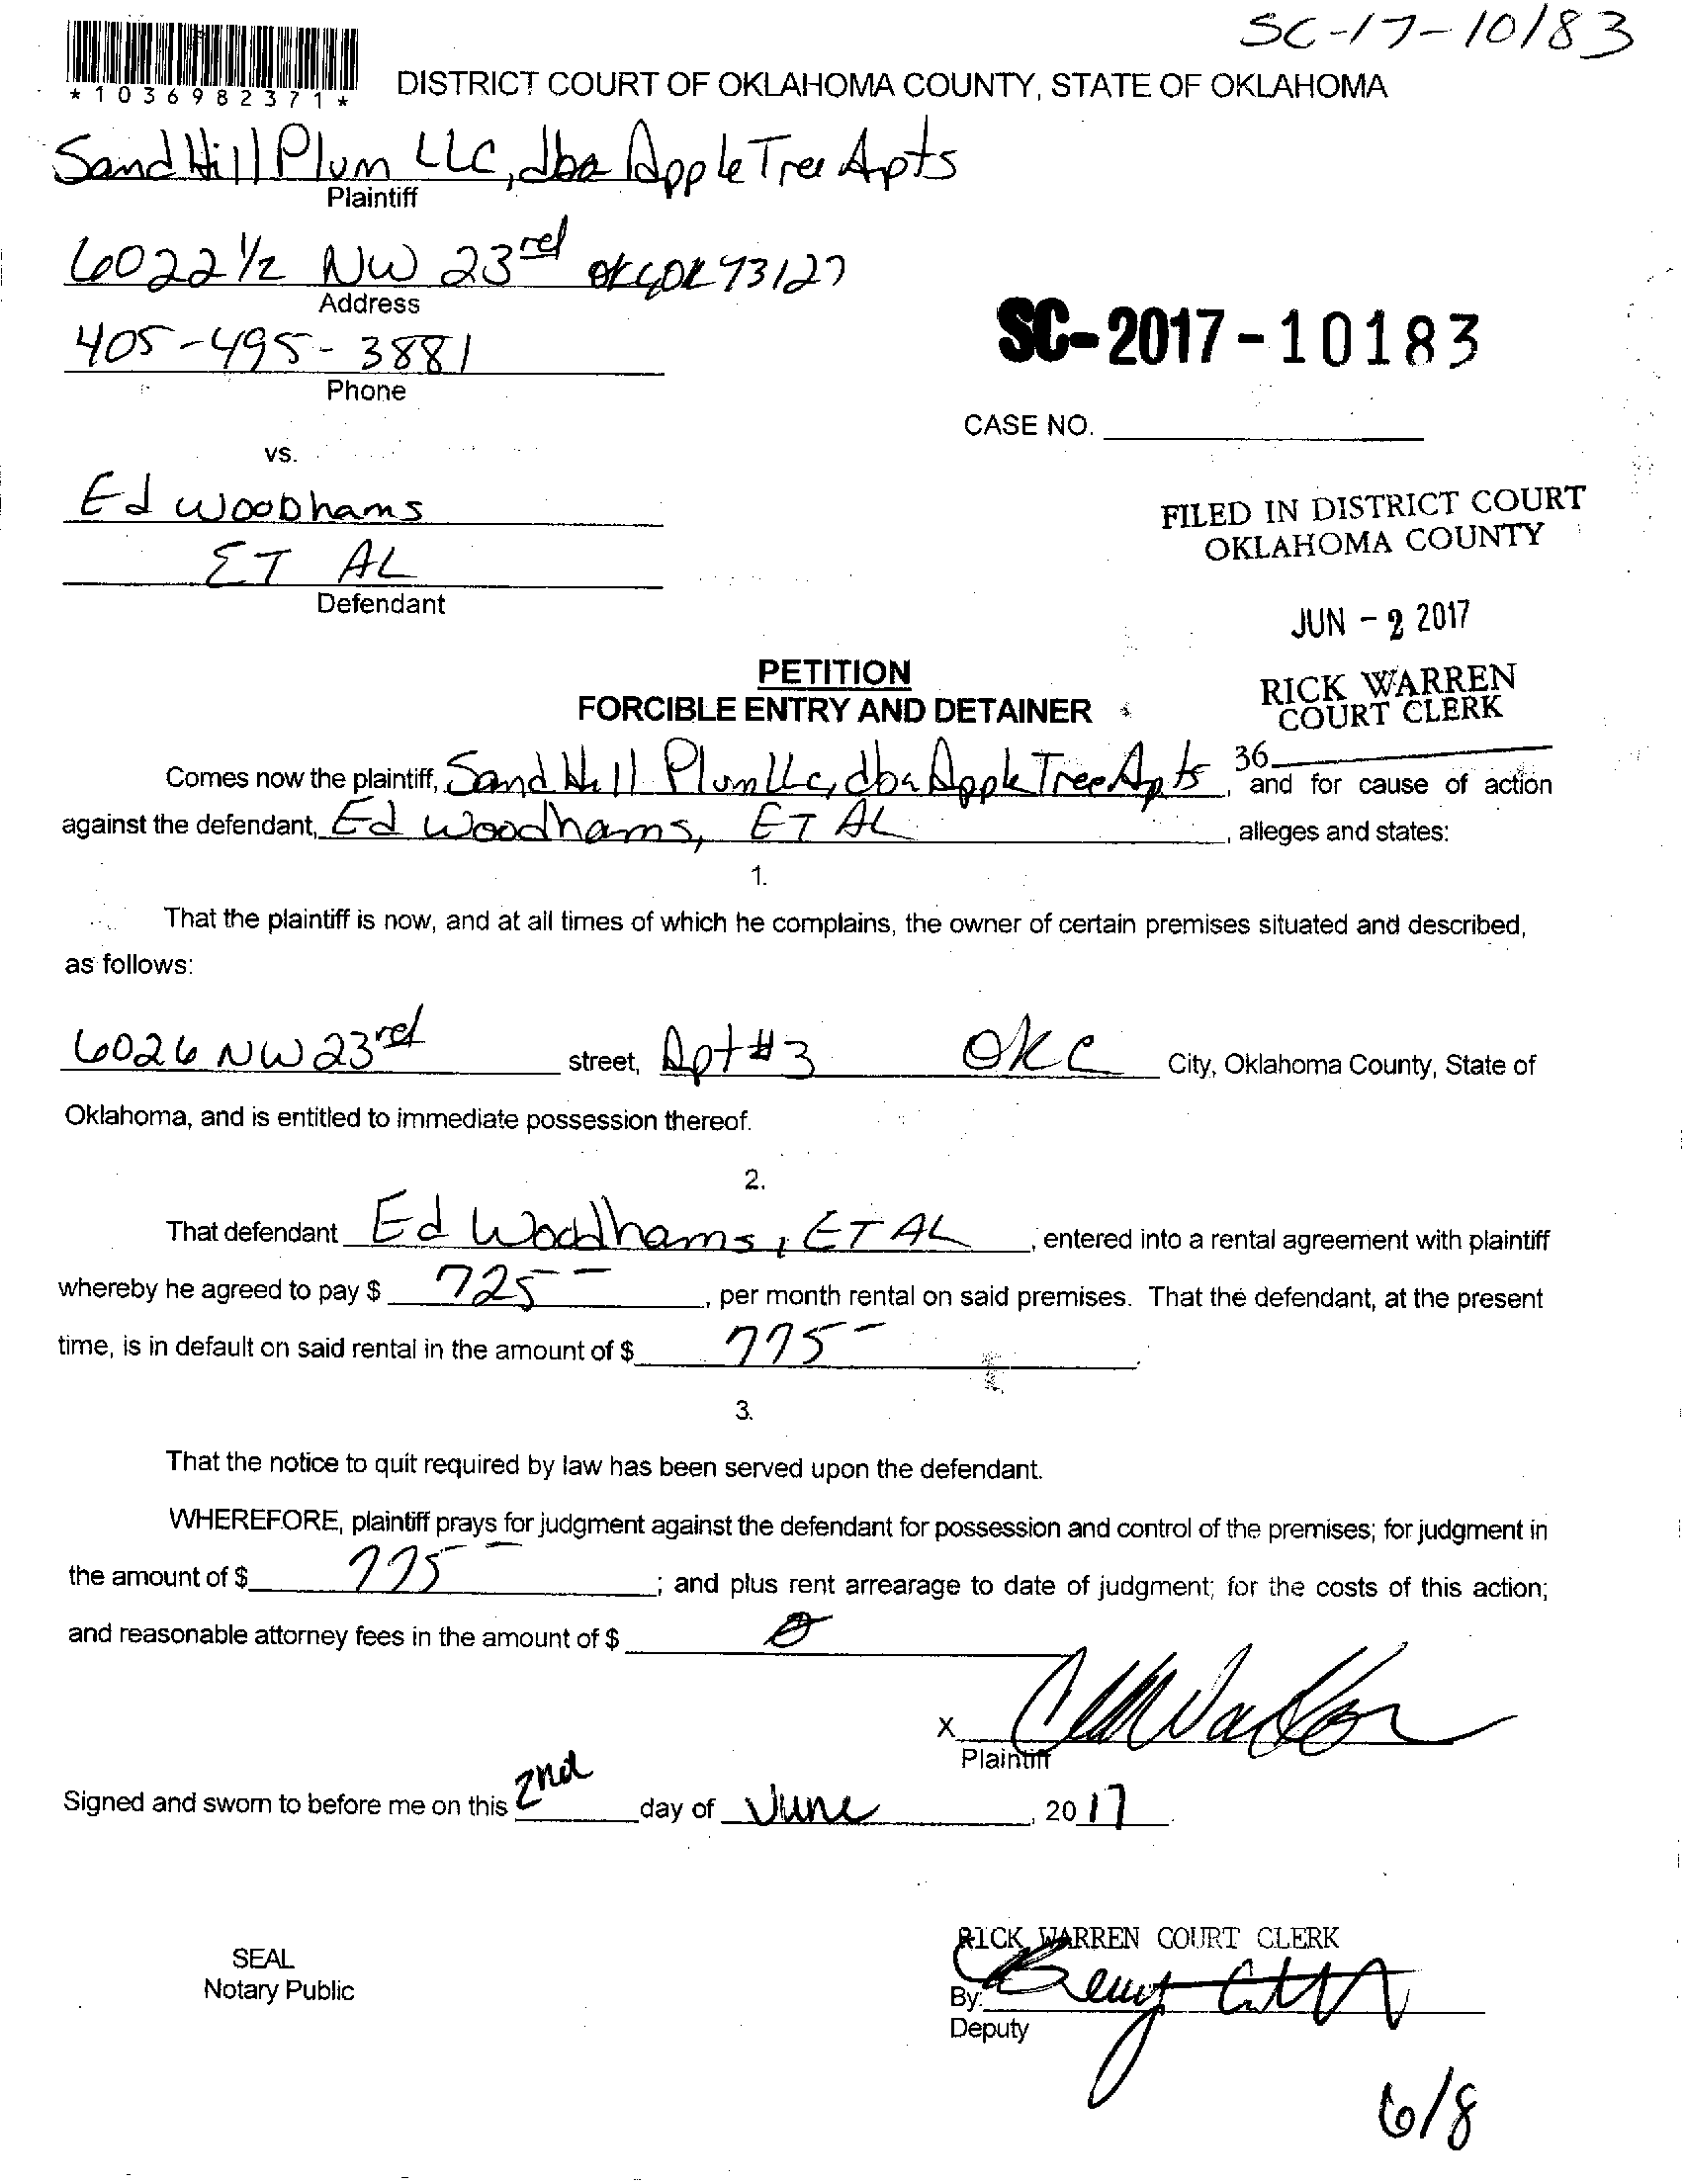 SC-17-10183
*1036982371*
DISTRICT COURT OF OKLAHOMA COUNTY, STATE OF OKLAHOMA
Sand Hill Plum LLC, dba Apple Tree Apts
Plaintiff
6022 1/2 NW 23rd OKC OK 73127
Address
405-495-3881
Phone
SC-2017-10183
CASE NO.
vs.
Ed WOODhams
ET AL
Defendant
FILED IN DISTRICT COURT
OKLAHOMA COUNTY
JUN - 2 2017
RICK WARREN
COURT CLERK
36
PETITION
FORCIBLE ENTRY AND DETAINER
Comes now the plaintiff, Sand Hill Plum LLc, dba Apple Tree Apts, and for cause of action
against the defendant, Ed Woodhams, ET AL, alleges and states:
1.
That the plaintiff is now, and at all times of which he complains, the owner of certain premises situated and described,
as follows:
6026 NW 23rd street, Apt #3 OKC City, Oklahoma County, State of
Oklahoma, and is entitled to immediate possession thereof.
2.
That defendant Ed Woodhams, ET AL, entered into a rental agreement with plaintiff
whereby he agreed to pay $ 725-, per month rental on said premises. That the defendant, at the present
time, is in default on said rental in the amount of $ 775-.
3.
That the notice to quit required by law has been served upon the defendant.
WHEREFORE, plaintiff prays for judgment against the defendant for possession and control of the premises; for judgment in
the amount of $ 775-; and plus rent arrearage to date of judgment; for the costs of this action;
and reasonable attorney fees in the amount of $ 0
X
Plaintiff
Signed and sworn to before me on this 2nd day of June, 2017
SEAL
Notary Public
RICK WARREN COURT CLERK
By:
Deputy
6/8